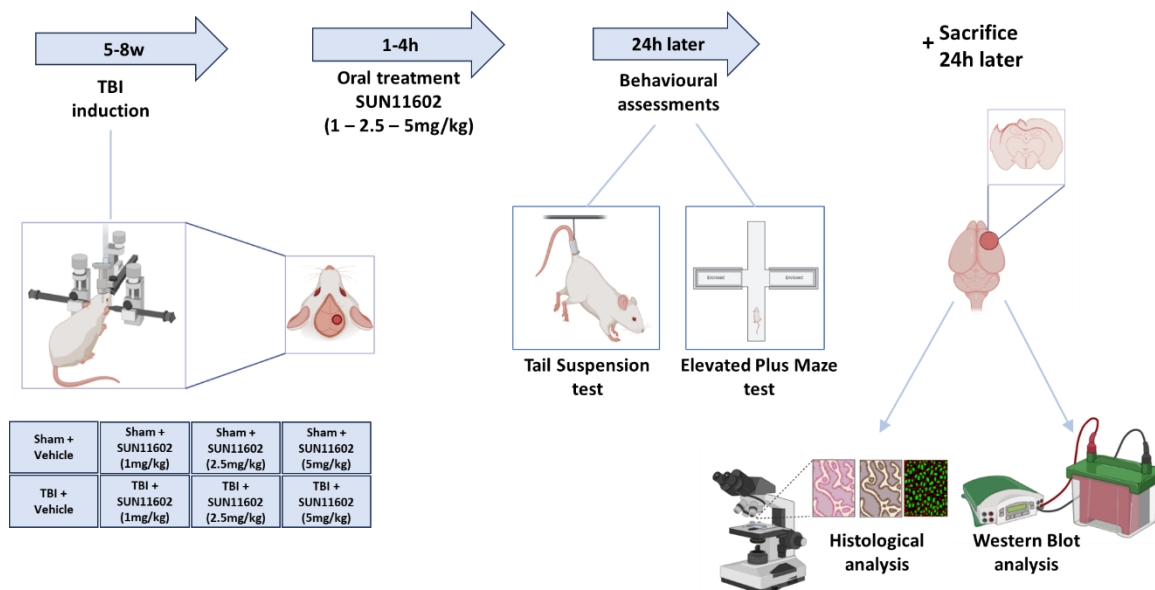 5-8w
1-4h
24h later
+ Sacrifice
24h later
TBI
induction
Oral treatment
SUN11602
(1 – 2.5 – 5mg/kg)
Behavioural
assessments
Enclosed
Enclosed
Tail Suspension
test
Elevated Plus Maze
test
Sham +
Vehicle
Sham +
SUN11602
(1mg/kg)
Sham +
SUN11602
(2.5mg/kg)
Sham +
SUN11602
(5mg/kg)
TBI +
Vehicle
TBI +
SUN11602
(1mg/kg)
TBI +
SUN11602
(2.5mg/kg)
TBI +
SUN11602
(5mg/kg)
Histological
analysis
Western Blot
analysis